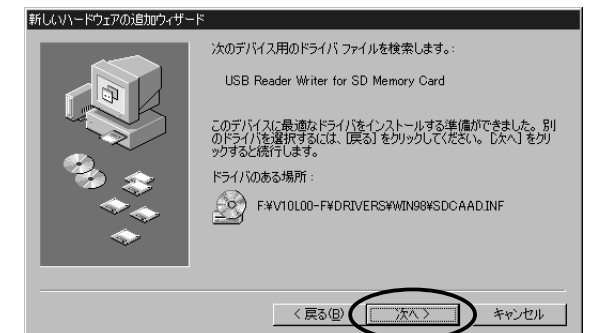 新しいハードウェアの追加ウィザード
次のデバイス用のドライバ ファイルを検索します。:
USB Reader Writer for SD Memory Card
このデバイスに最適なドライバをインストールする準備ができました。別
のドライバを選択するには、[戻る] をクリックしてください。[次へ] をクリ
ックすると続行します。
ドライバのある場所 :
F:¥V10L00-F¥DRIVERS¥WIN98¥SDCAAD.INF
< 戻る(B)
次へ >
キャンセル